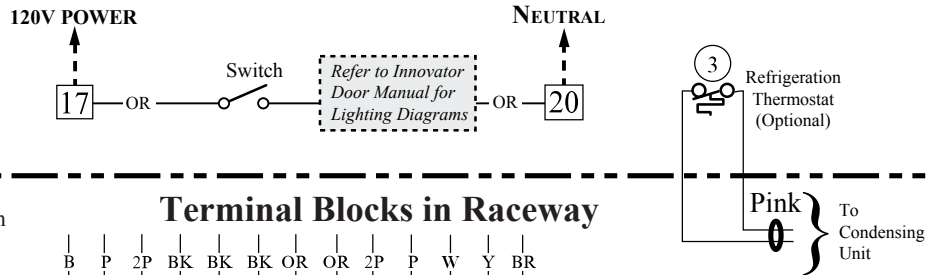 120V POWER
NEUTRAL
Switch
Refer to Innovator
Door Manual for
Lighting Diagrams
17
OR
OR
20
3
Refrigeration
Thermostat
(Optional)
Terminal Blocks in Raceway
Pink
To
Condensing
Unit
B P 2P BK BK BK OR OR 2P P W Y BR